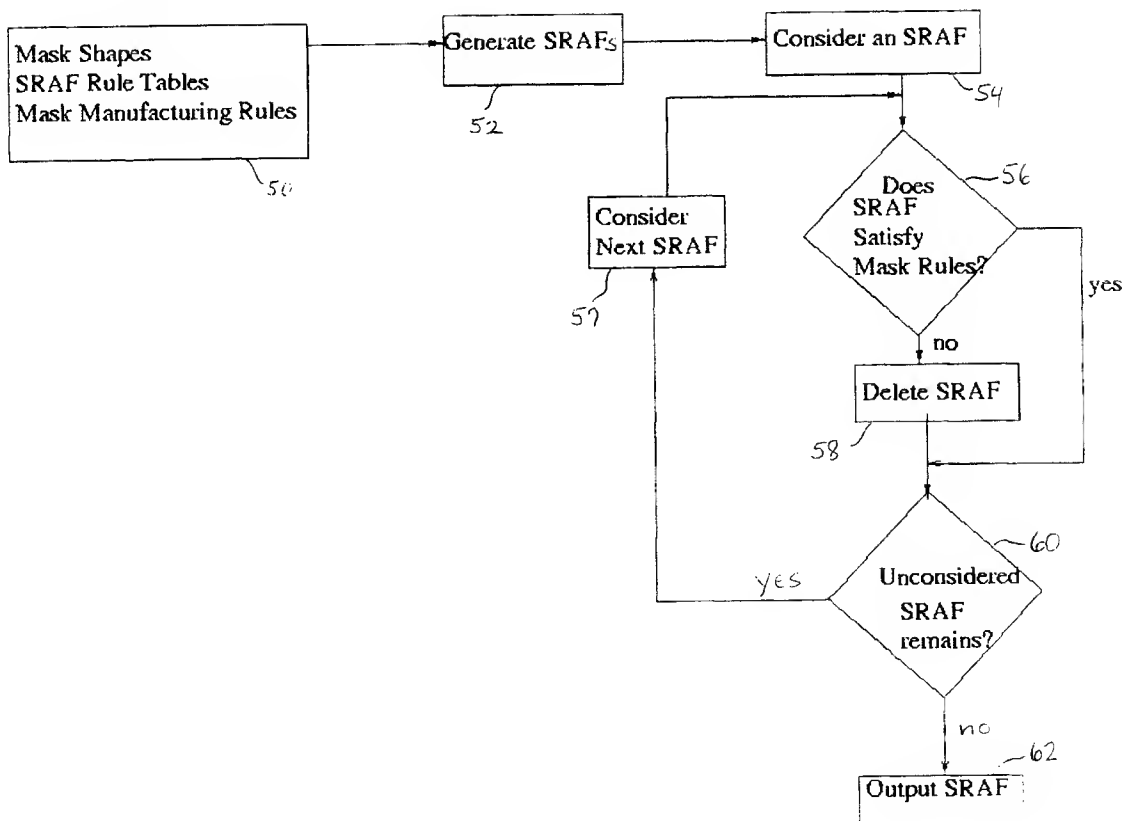 Mask Shapes
SRAF Rule Tables
Mask Manufacturing Rules
50
Generate SRAFs
52
Consider an SRAF
54
Does
SRAF
Satisfy
Mask Rules?
56
yes
no
Consider
Next SRAF
57
Delete SRAF
58
Unconsidered
SRAF
remains?
60
YES
no
Output SRAF
62